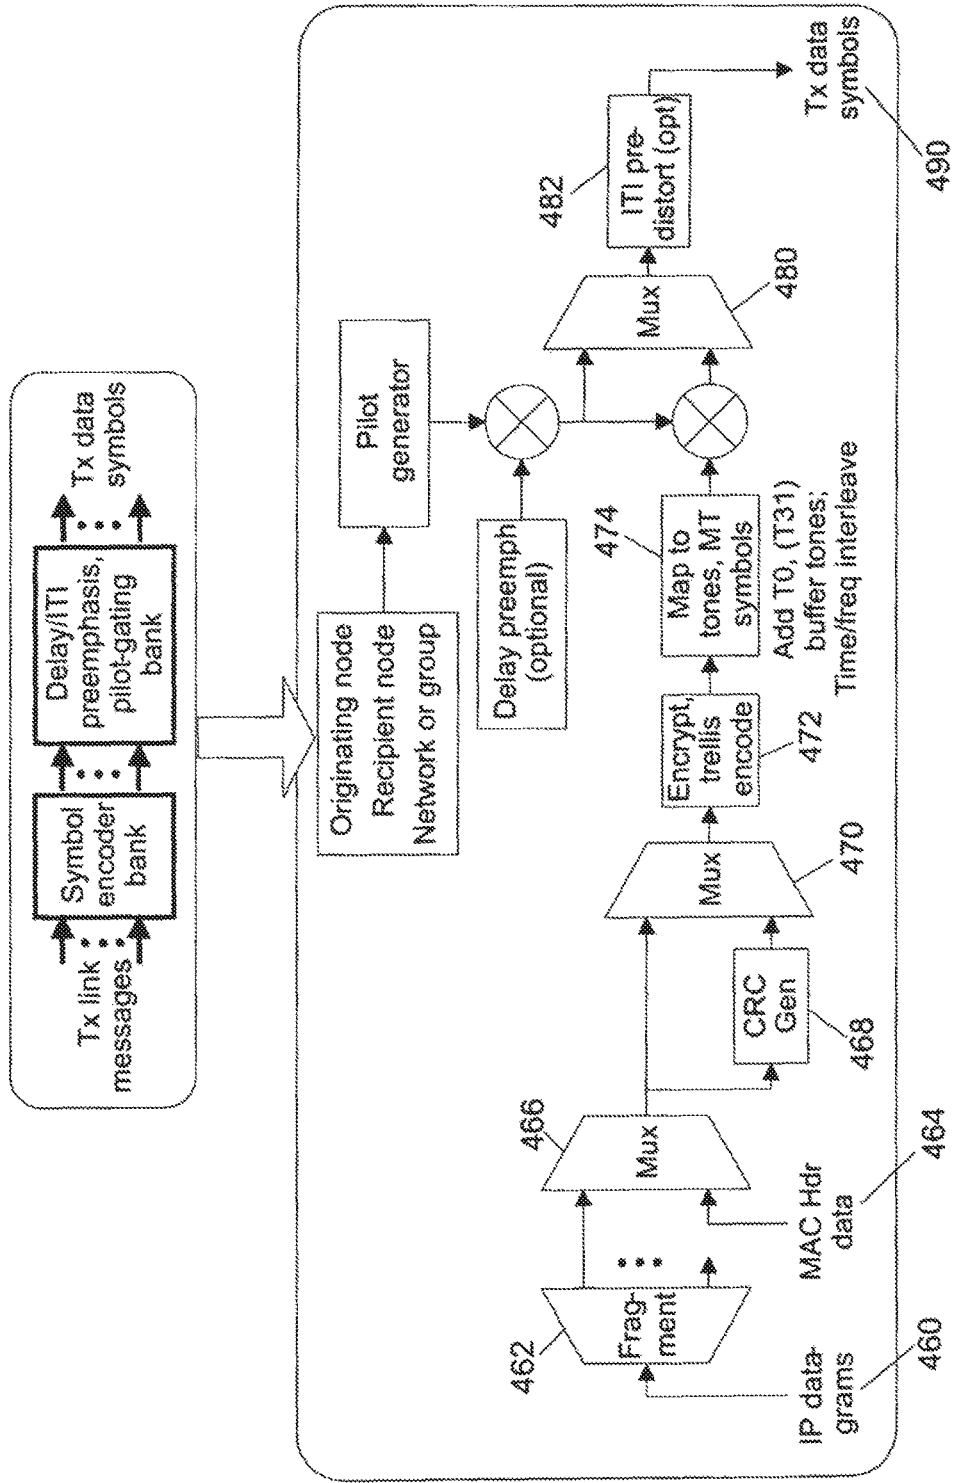 Tx link
messages
Symbol
encoder
bank
Delay/ITI
preemphasis,
pilot-gating
bank
Tx data
symbols
Originating node
Recipient node
Network or group
Pilot
generator
Delay preemph
(optional)
IP data-
grams
460
462
Frag-
ment
MAC Hdr
data
464
466
Mux
CRC
Gen
468
Mux
470
Encrypt,
trellis
encode
472
474
Map to
tones, MT
symbols
Add T0, (T31)
buffer tones;
Time/freq interleave
Mux
480
482
ITI pre-
distort (opt)
Tx data
symbols
490